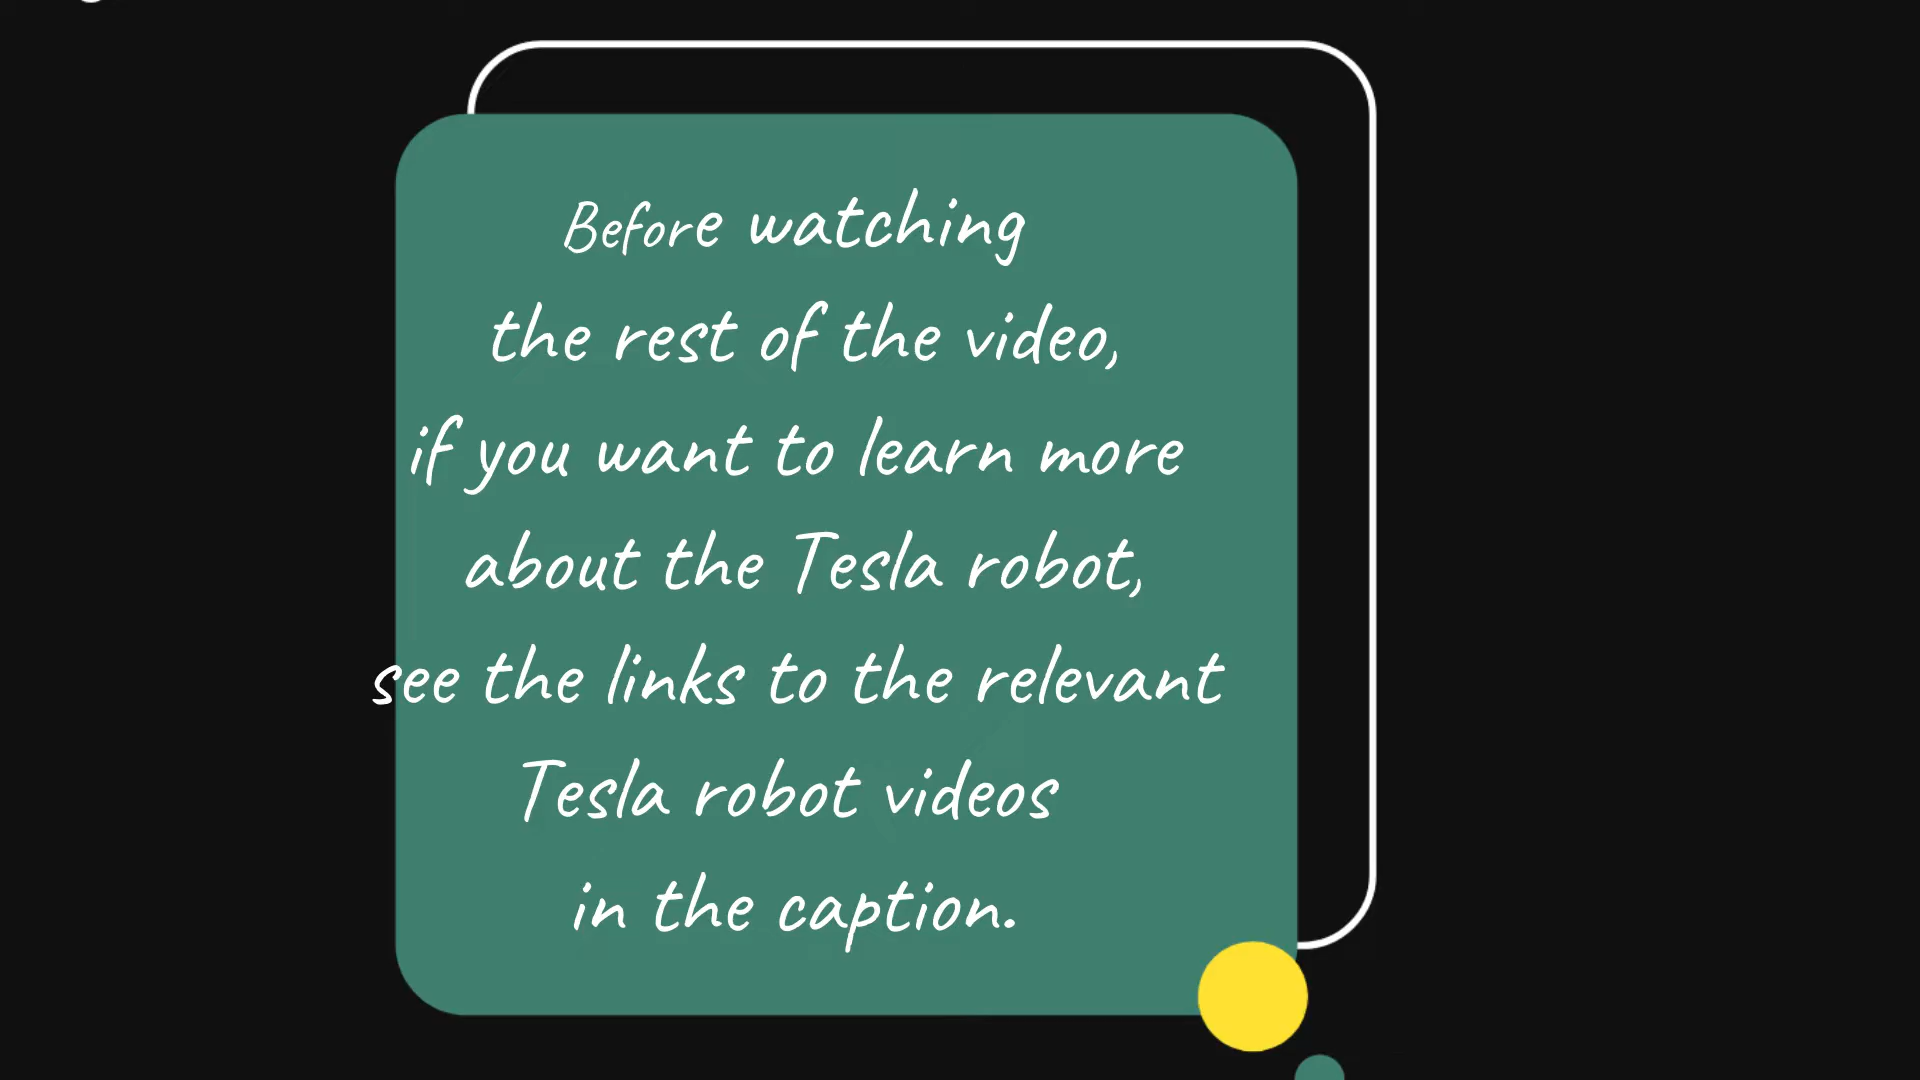 Before watching
the rest of the video,
if you want to learn more
about the Tesla robot,
see the links to the relevant
Tesla robot videos
in the caption.